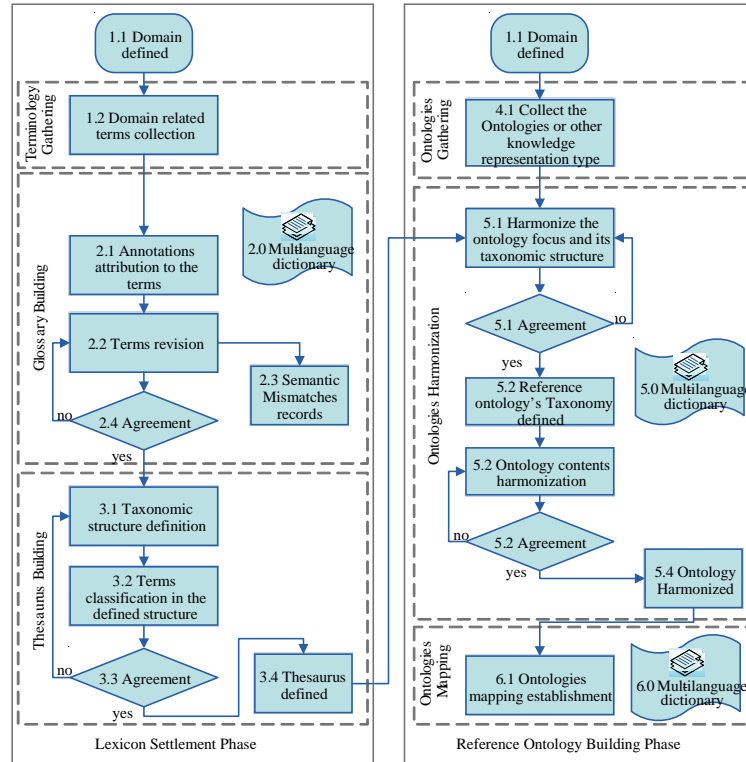 1.1 Domain
defined
Terminology
Gathering
1.2 Domain related
terms collection
Glossary Building
2.0 Multilanguage
dictionary
2.1 Annotations
attribution to the
terms
2.2 Terms revision
2.3 Semantic
Mismatches
records
no
2.4 Agreement
yes
Thesaurus Building
3.1 Taxonomic
structure definition
3.2 Terms
classification in the
defined structure
no
3.3 Agreement
yes
3.4 Thesaurus
defined
Lexicon Settlement Phase
1.1 Domain
defined
Ontologies
Gathering
4.1 Collect the
Ontologies or other
knowledge
representation type
Ontologies Harmonization
5.1 Harmonize the
ontology focus and its
taxonomic structure
no
5.1 Agreement
yes
5.0 Multilanguage
dictionary
5.2 Reference
ontology's Taxonomy
defined
5.2 Ontology contents
harmonization
no
5.2 Agreement
yes
5.4 Ontology
Harmonized
Ontologies
Mapping
6.1 Ontologies
mapping establishment
6.0 Multilanguage
dictionary
Reference Ontology Building Phase